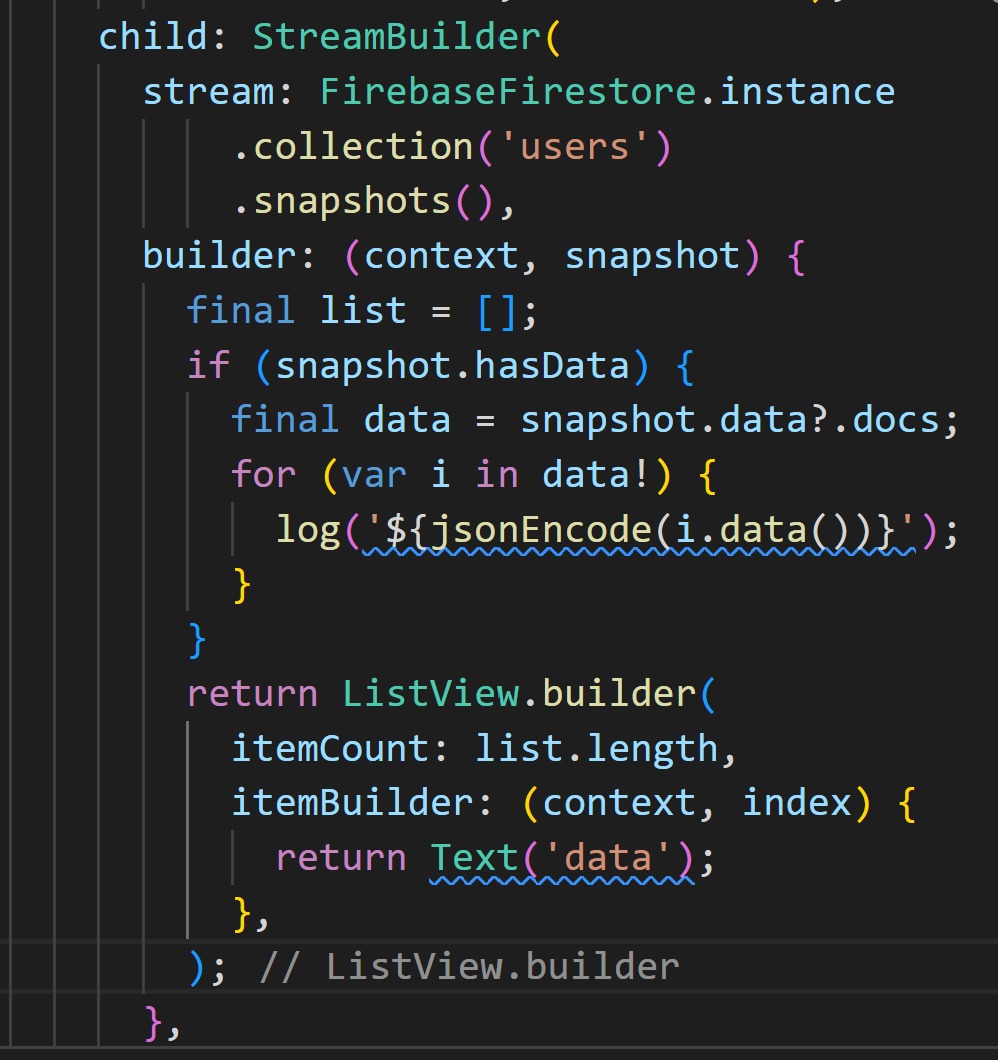 child: StreamBuilder(
stream: FirebaseFirestore.instance
.collection('users')
.snapshots(),
builder: (context, snapshot) {
final list = [];
if (snapshot.hasData) {
final data = snapshot.data?.docs;
for (var i in data!) {
log('${jsonEncode(i.data())}');
}
}
return ListView.builder(
itemCount: list.length,
itemBuilder: (context, index) {
return Text('data');
},
); // ListView.builder
},